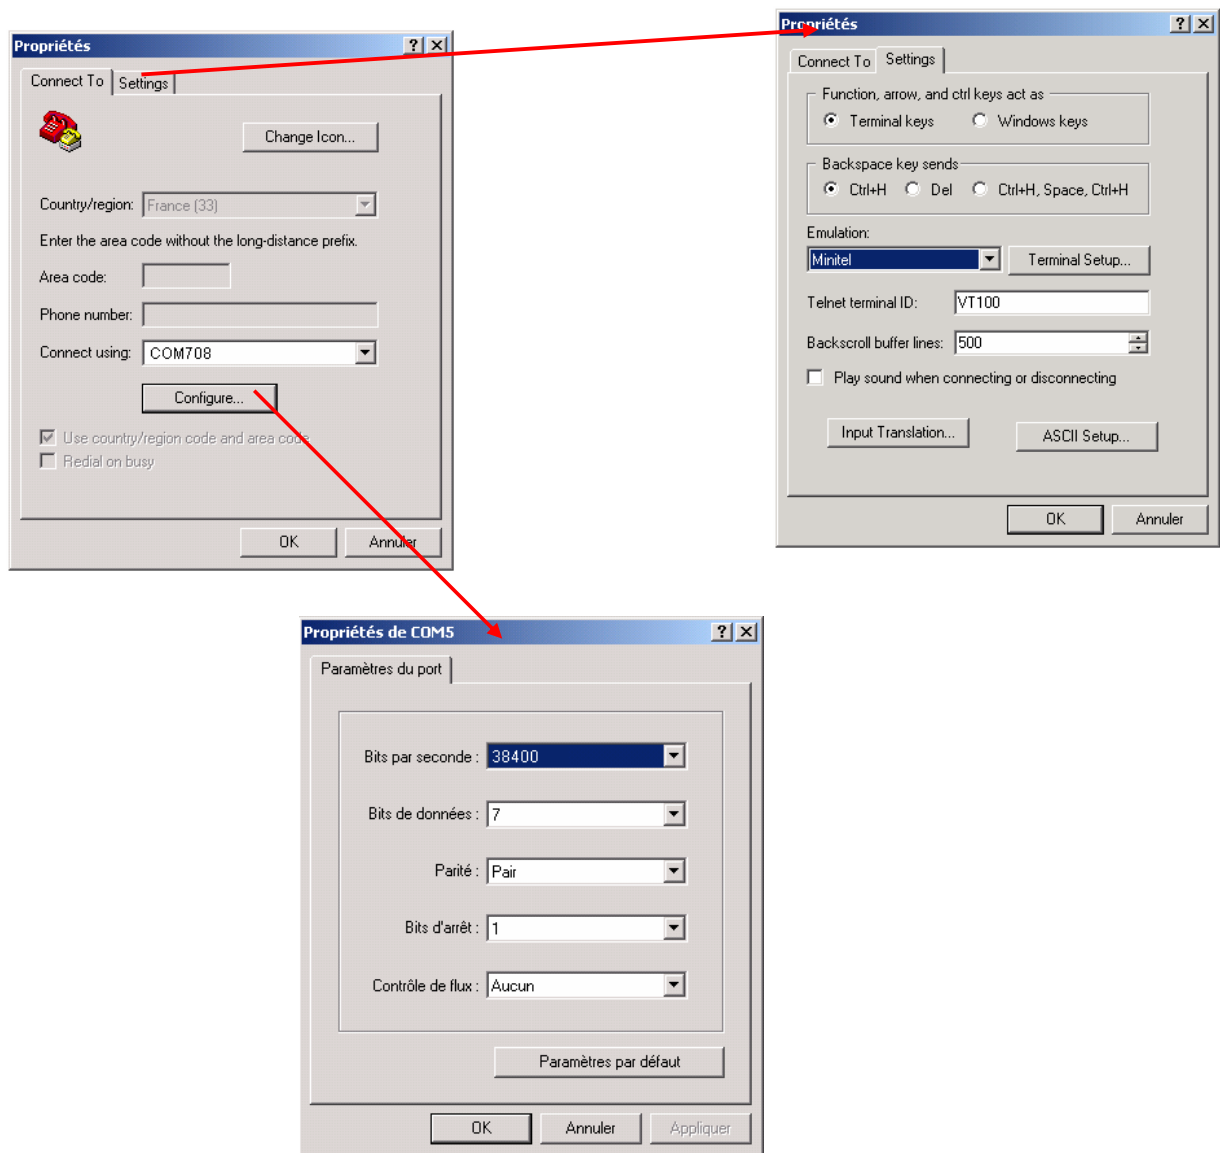 Propriétés
Connect To
Settings
Change Icon...
Country/region: France (33)
Enter the area code without the long-distance prefix.
Area code:
Phone number:
Connect using: COM708
Configure...
Use country/region code and area code
Redial on busy
OK
Annuler
Propriétés
Connect To
Settings
Function, arrow, and ctrl keys act as
Terminal keys
Windows keys
Backspace key sends
Ctrl+H
Del
Ctrl+H, Space, Ctrl+H
Emulation:
Minitel
Terminal Setup...
Telnet terminal ID: VT100
Backscroll buffer lines: 500
Play sound when connecting or disconnecting
Input Translation...
ASCII Setup...
OK
Annuler
Propriétés de COM5
Paramètres du port
Bits par seconde : 38400
Bits de données : 7
Parité : Pair
Bits d'arrêt : 1
Contrôle de flux : Aucun
Paramètres par défaut
OK
Annuler
Appliquer